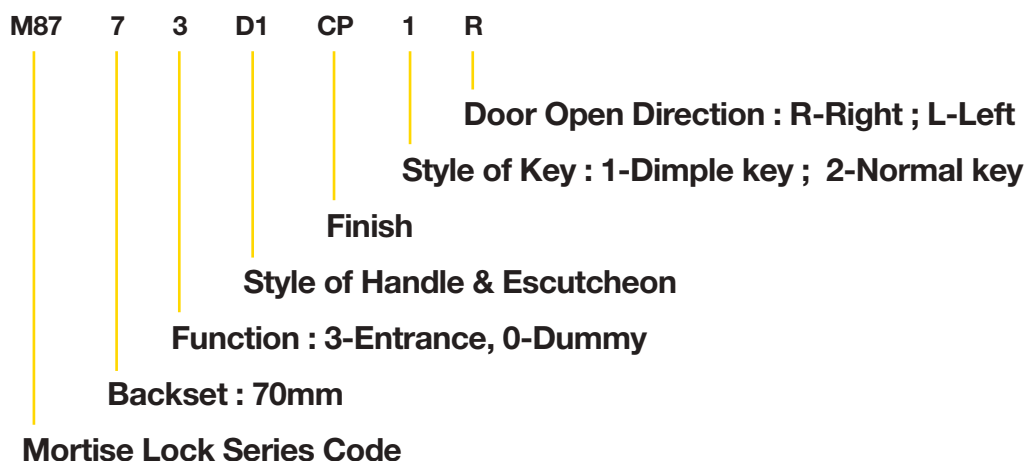 M87 7 3 D1 CP 1 R
Door Open Direction : R-Right ; L-Left
Style of Key : 1-Dimple key ; 2-Normal key
Finish
Style of Handle & Escutcheon
Function : 3-Entrance, 0-Dummy
Backset : 70mm
Mortise Lock Series Code